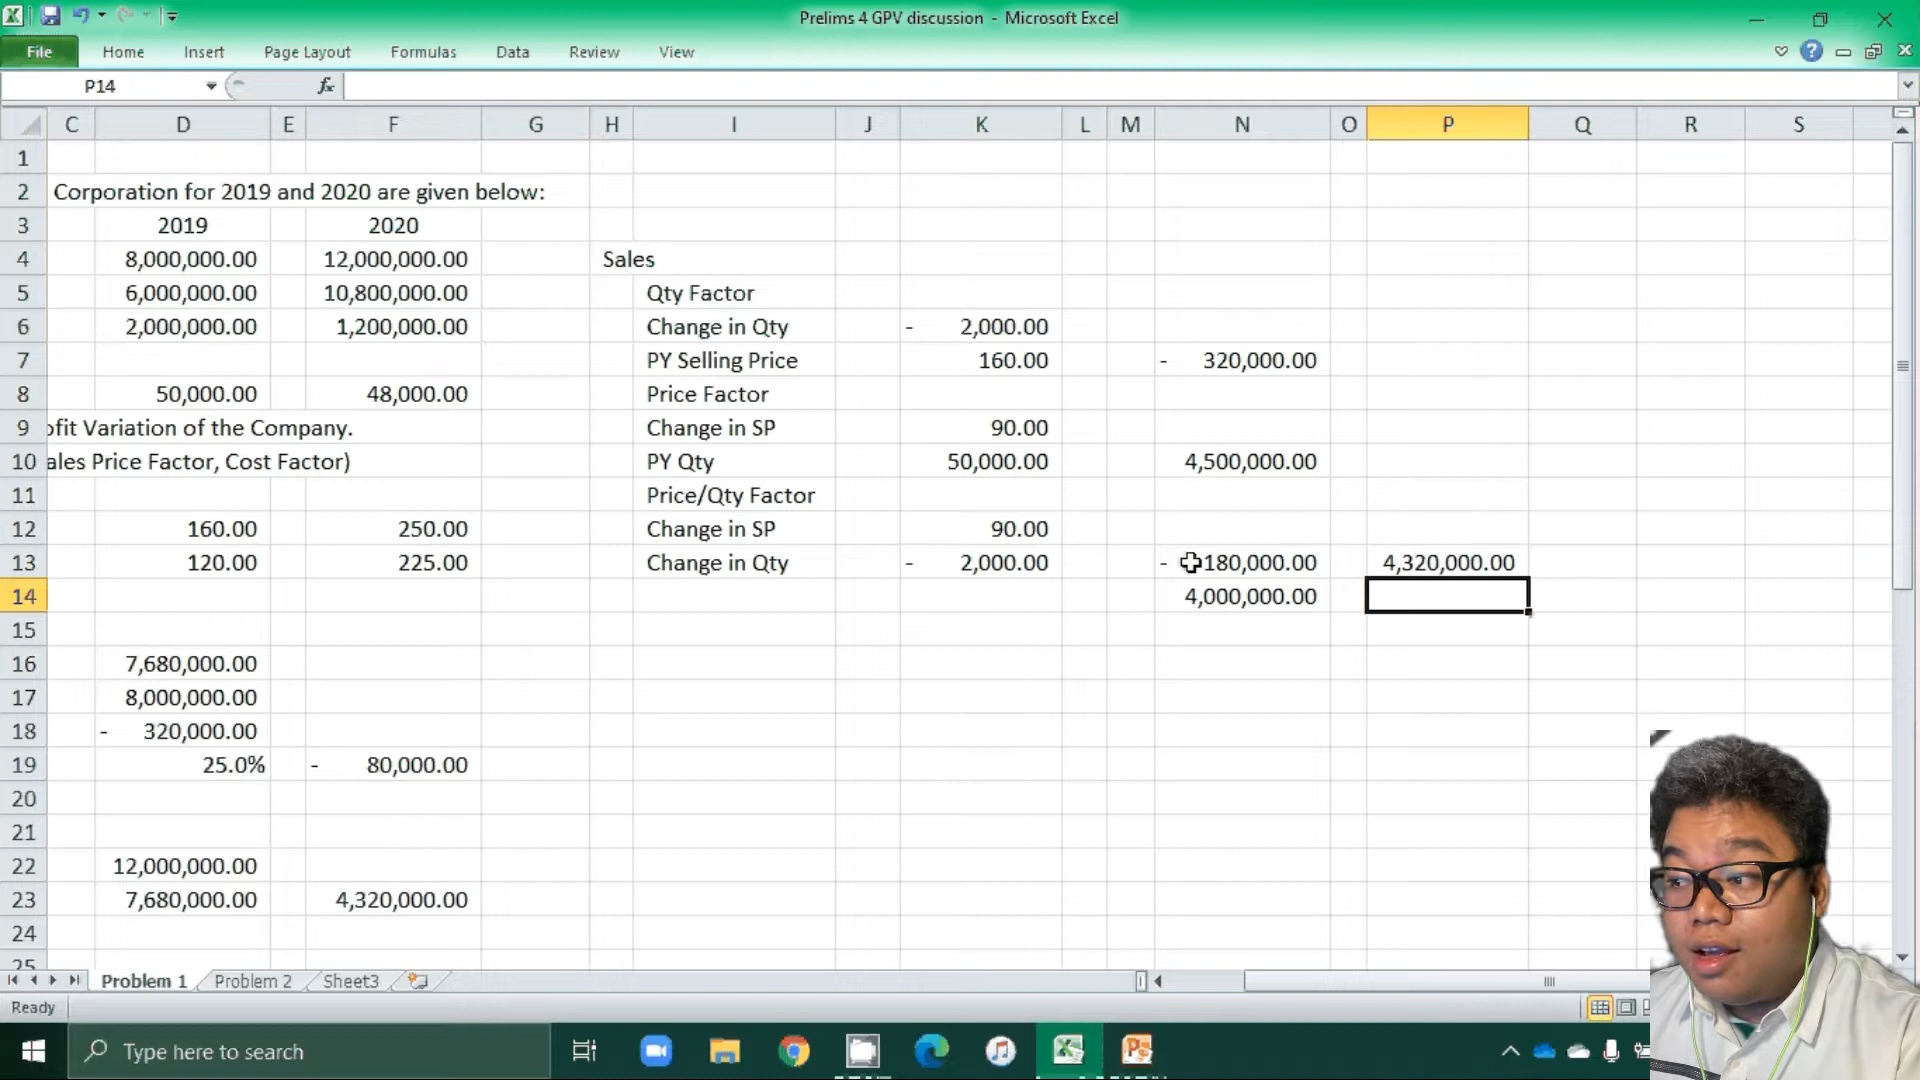 Prelims 4 GPV discussion - Microsoft Excel
File Home Insert Page Layout Formulas Data Review View
P14 fx
C D E F G H I J K L M N O P Q R S
1
2 Corporation for 2019 and 2020 are given below:
3 2019 2020
4 8,000,000.00 12,000,000.00 Sales
5 6,000,000.00 10,800,000.00 Qty Factor
6 2,000,000.00 1,200,000.00 Change in Qty - 2,000.00
7 PY Selling Price 160.00 - 320,000.00
8 50,000.00 48,000.00 Price Factor
9 ofit Variation of the Company. Change in SP 90.00
10 ales Price Factor, Cost Factor) PY Qty 50,000.00 4,500,000.00
11 Price/Qty Factor
12 160.00 250.00 Change in SP 90.00
13 120.00 225.00 Change in Qty - 2,000.00 - 180,000.00 4,320,000.00
14 4,000,000.00
15
16 7,680,000.00
17 8,000,000.00
18 - 320,000.00
19 25.0% - 80,000.00
20
21
22 12,000,000.00
23 7,680,000.00 4,320,000.00
24
25
Problem 1 Problem 2 Sheet3
Ready
Type here to search